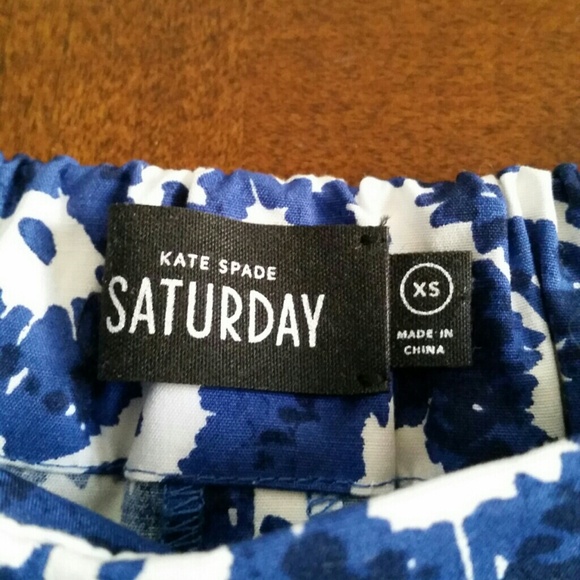 KATE SPADE
SATURDAY
XS
MADE IN
CHINA